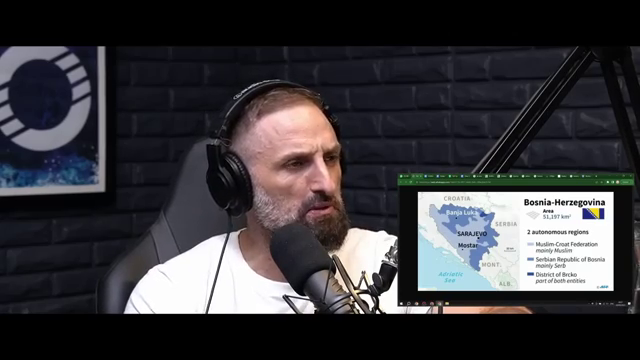 CROATIA
Banja Luka
SERBIA
SARAJEVO
Mostar
MONT.
Adriatic
Sea
ALB.
Bosnia-Herzegovina
Area
51,197 km²
2 autonomous regions
Muslim-Croat Federation
mainly Muslim
Serbian Republic of Bosnia
mainly Serb
District of Brcko
part of both entities